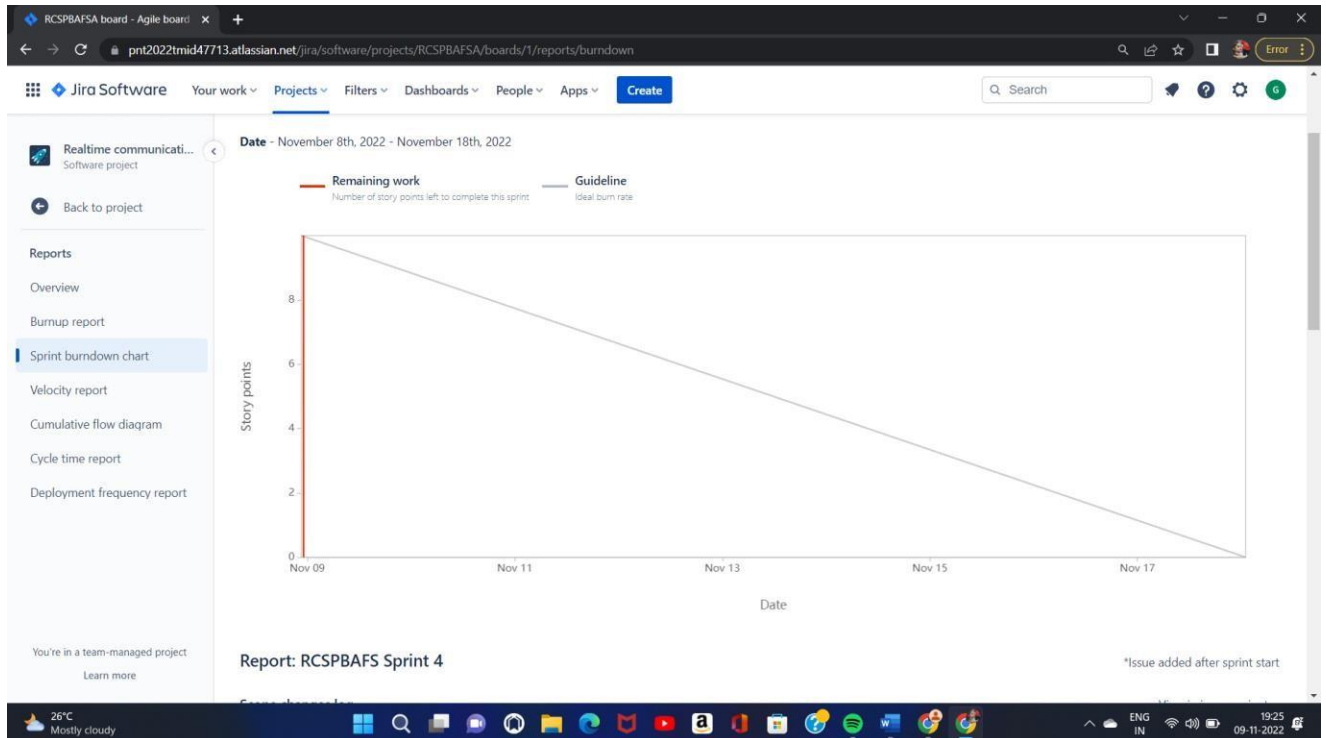 RCSPBAFSA board - Agile board
pnt2022tmid47713.atlassian.net/jira/software/projects/RCSPBAFSA/boards/1/reports/burndown
Error
Jira Software Your work Projects Filters Dashboards People Apps Create Search G
Realtime communicati...
Software project
Back to project
Reports
Overview
Burnup report
Sprint burndown chart
Velocity report
Cumulative flow diagram
Cycle time report
Deployment frequency report
You're in a team-managed project
Learn more
Date - November 8th, 2022 - November 18th, 2022
Remaining work
Number of story points left to complete this sprint
Guideline
Ideal burn rate
Story points
8
6
4
2
0
Nov 09 Nov 11 Nov 13 Nov 15 Nov 17
Date
Report: RCSPBAFS Sprint 4
*Issue added after sprint start
26°C
Mostly cloudy
ENG
IN
19:25
09-11-2022